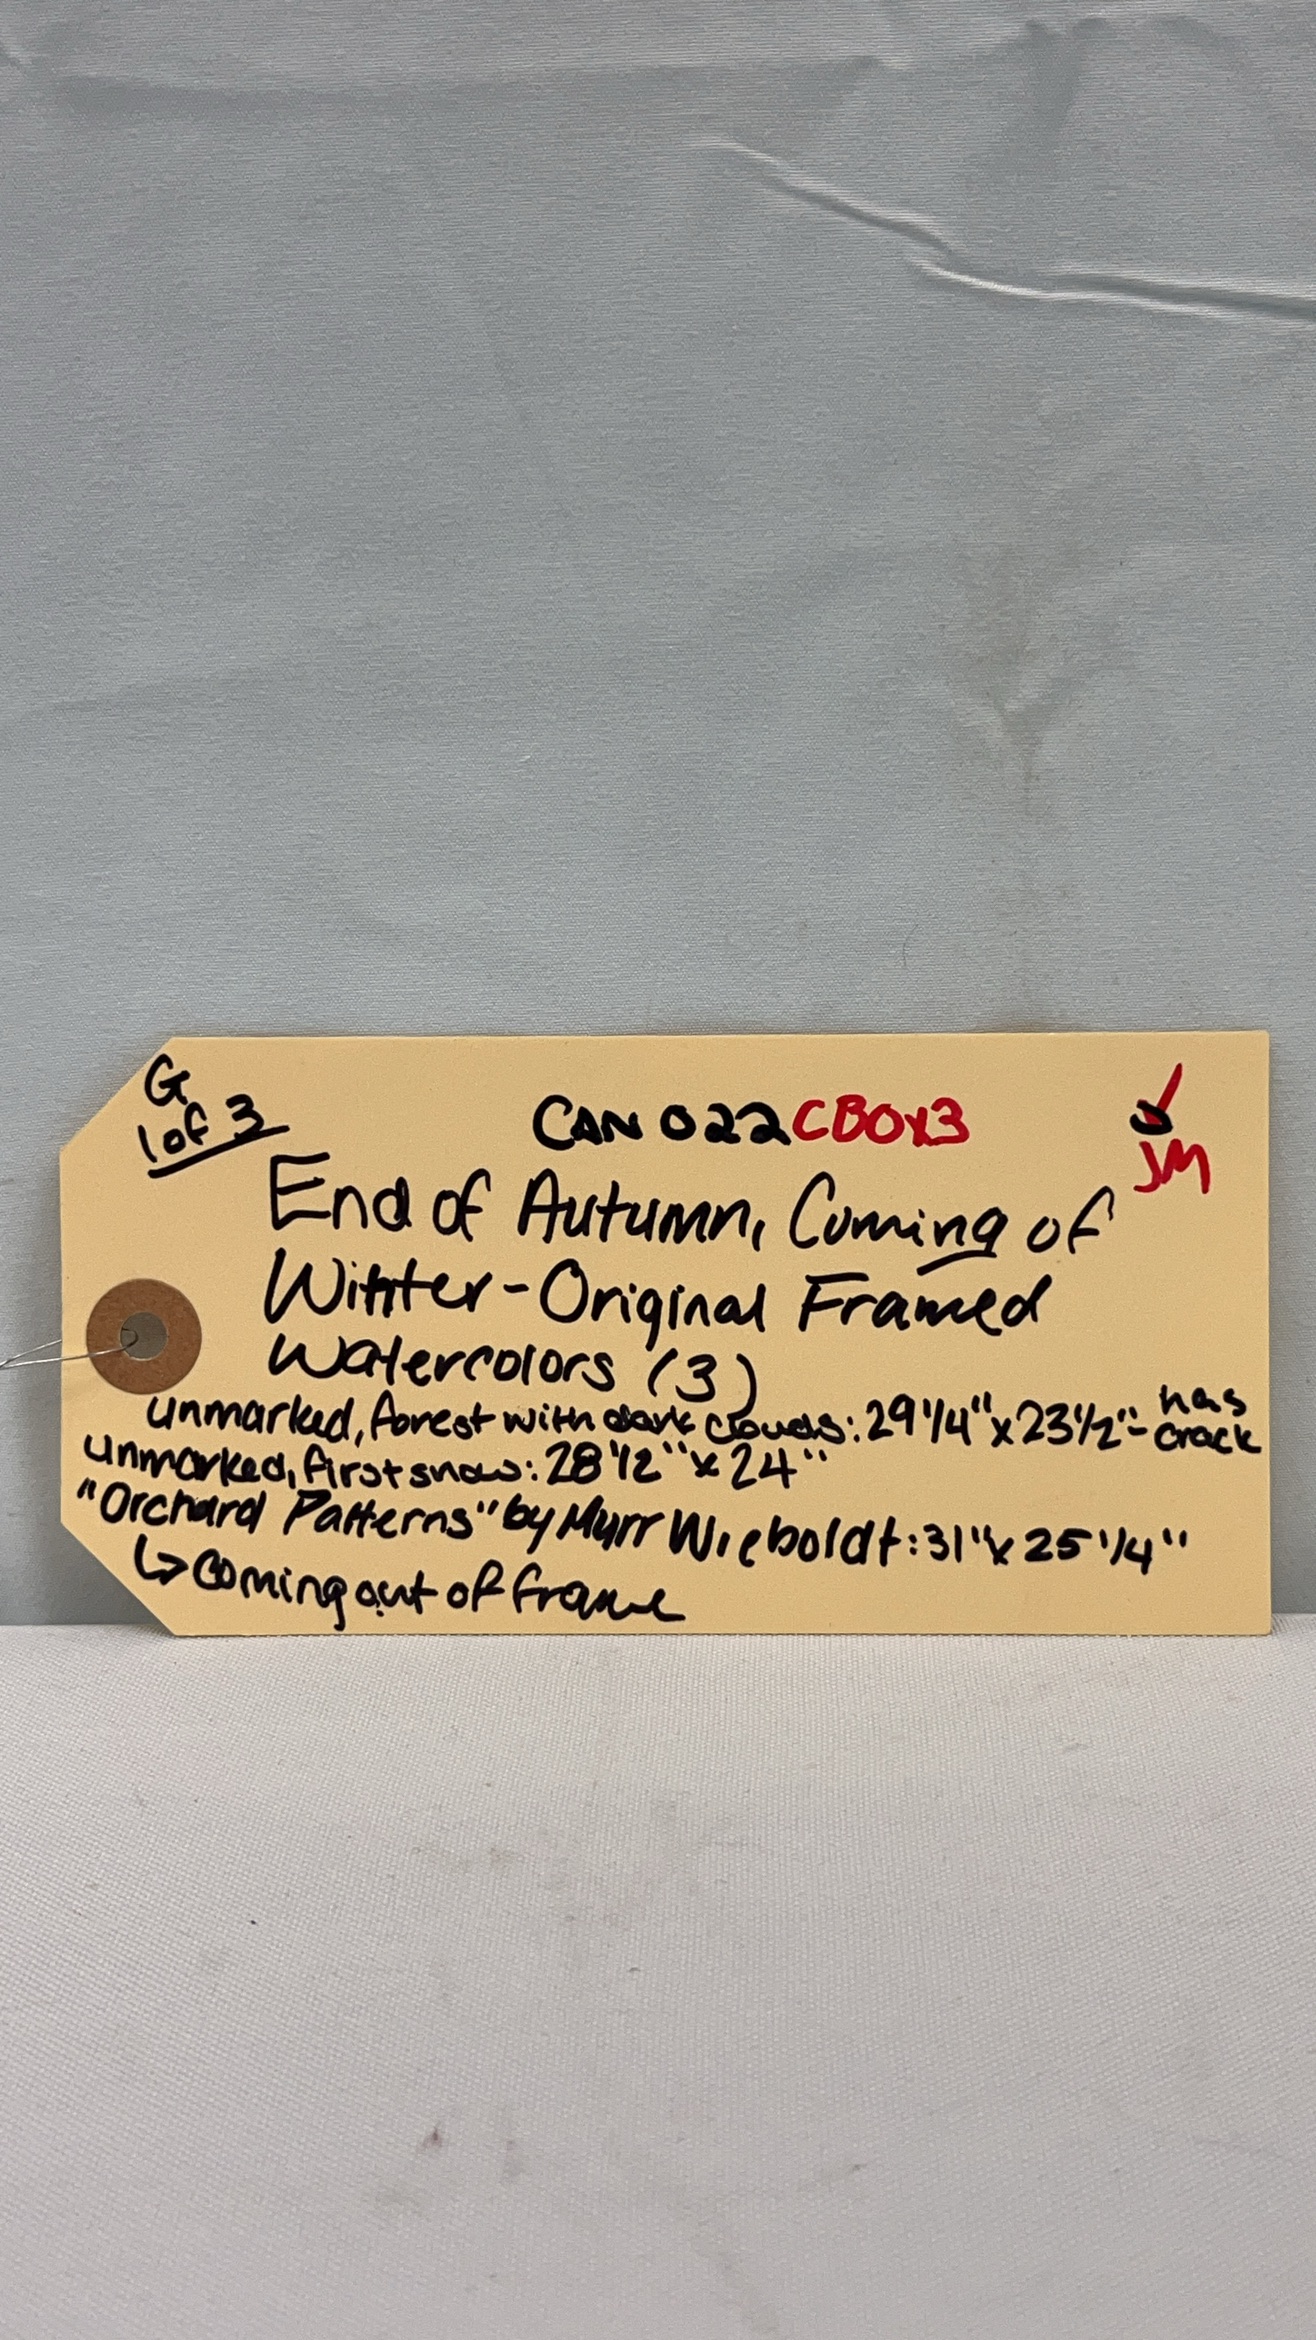 G
1 of 3
CAN 022 CBOX3
JM
End of Autumn, Coming of
Winter - Original Framed
Watercolors (3)
unmarked, forest with dark clouds: 29 1/4" x 23 1/2" - has crack
unmarked, first snow: 28 1/2" x 24"
"Orchard Patterns" by Myrr Wieboldt: 31" x 25 1/4"
↳ coming out of frame